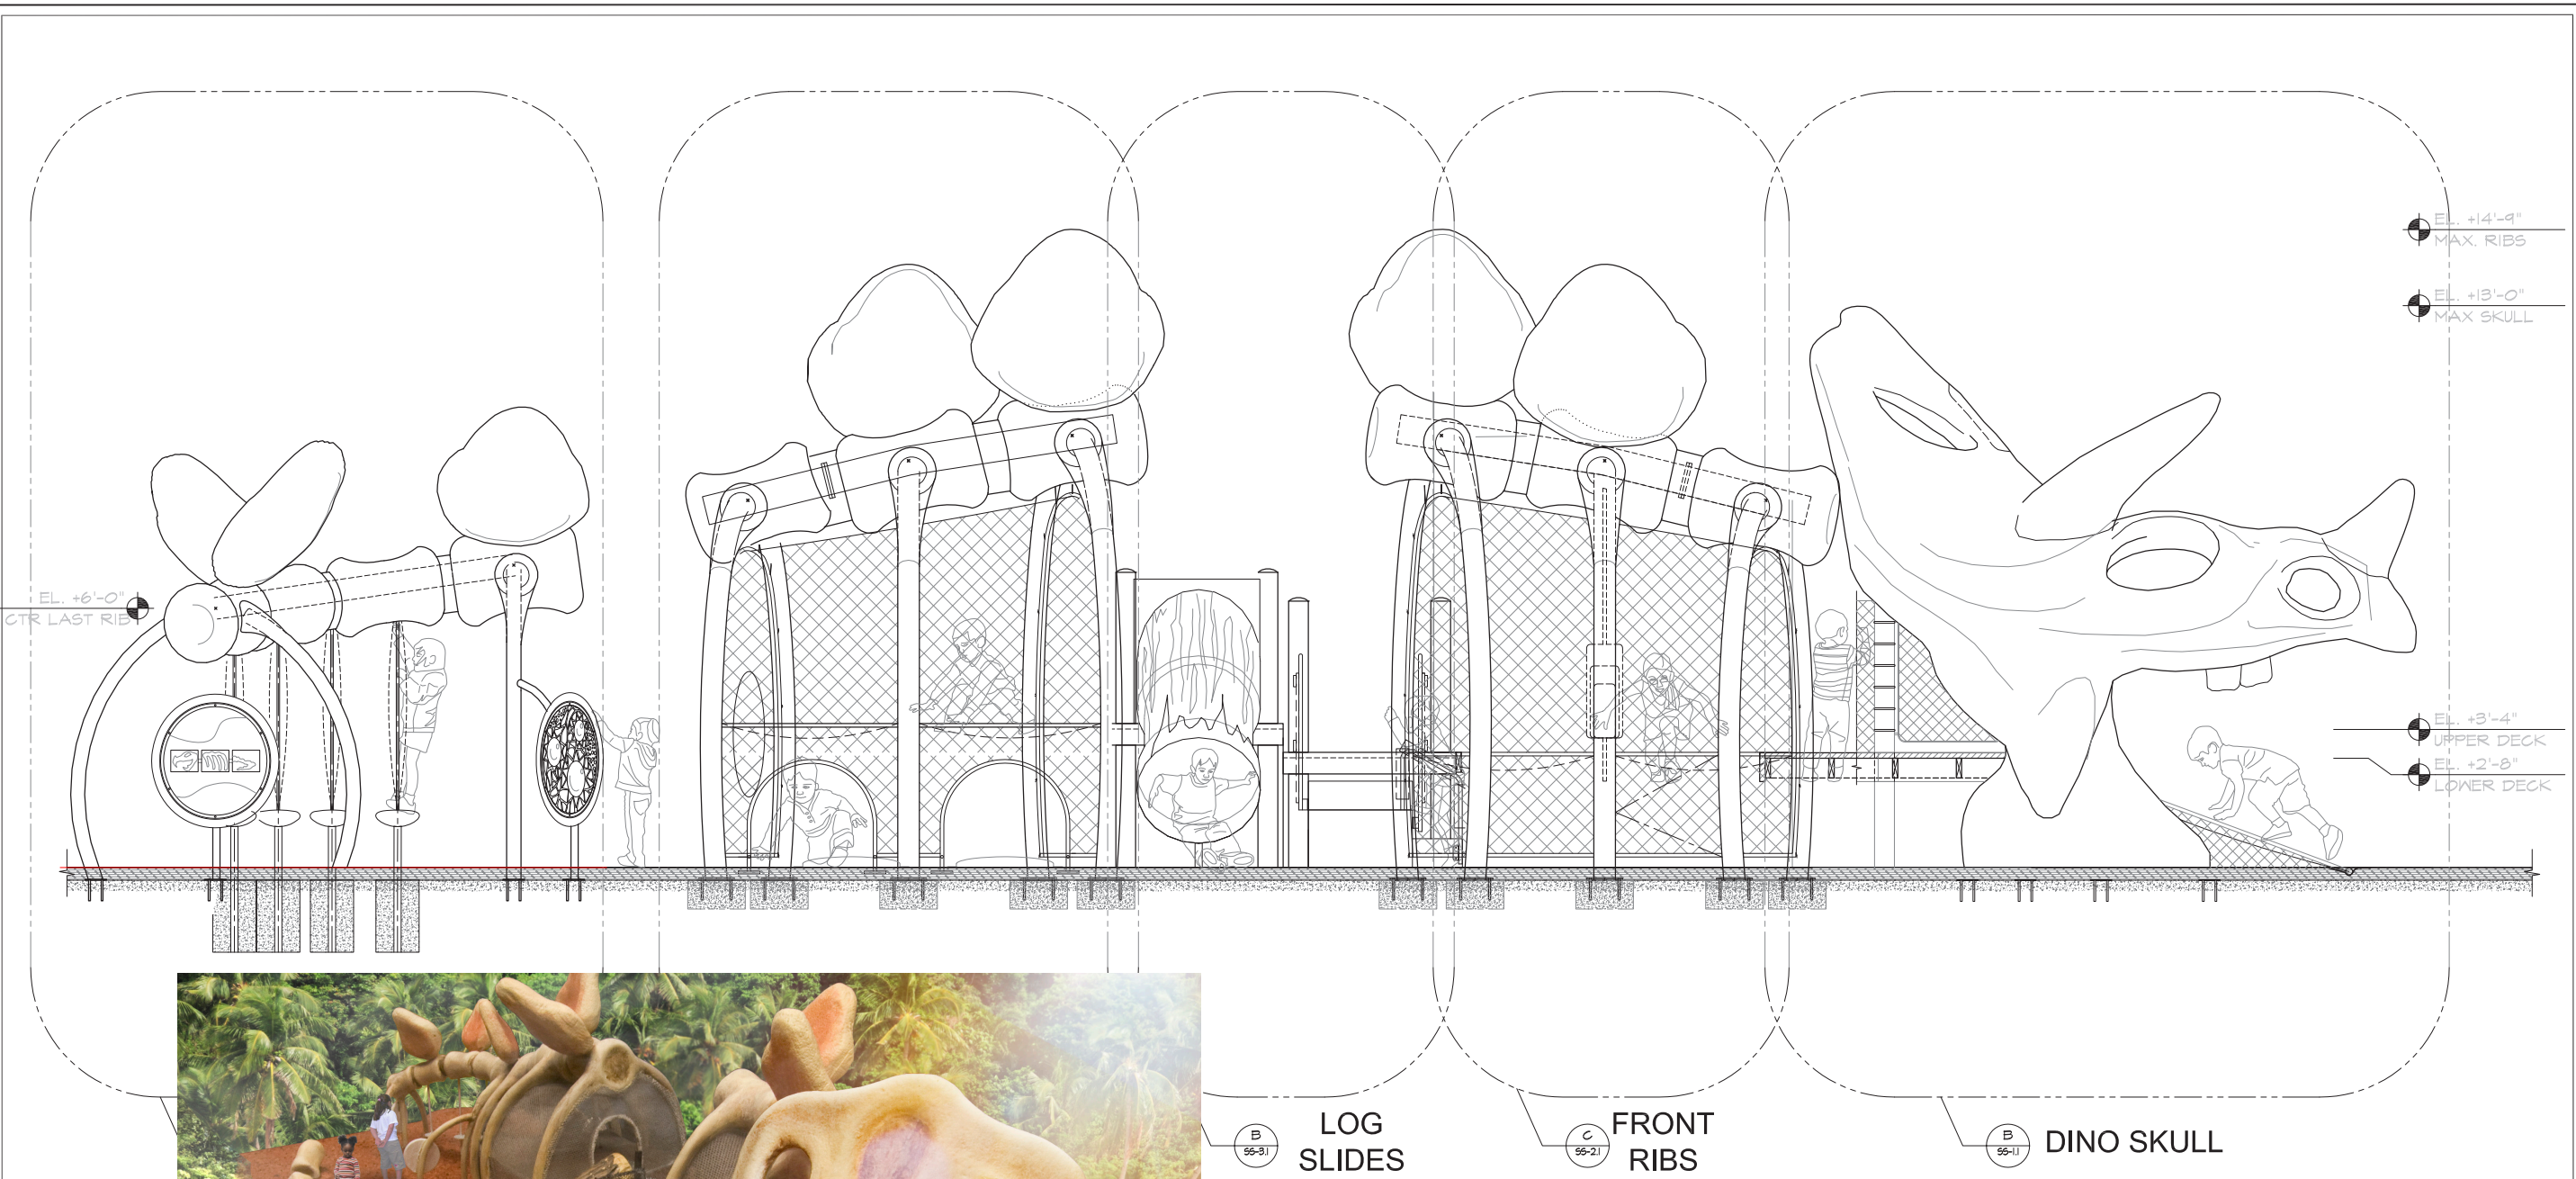 EL. +14'-9"
MAX. RIBS
EL. +13'-0"
MAX SKULL
EL. +6'-0"
CTR LAST RIB
EL. +3'-4"
UPPER DECK
EL. +2'-8"
LOWER DECK
B
SS-3.1
LOG
SLIDES
C
SS-2.1
FRONT
RIBS
B
SS-1.1
DINO SKULL